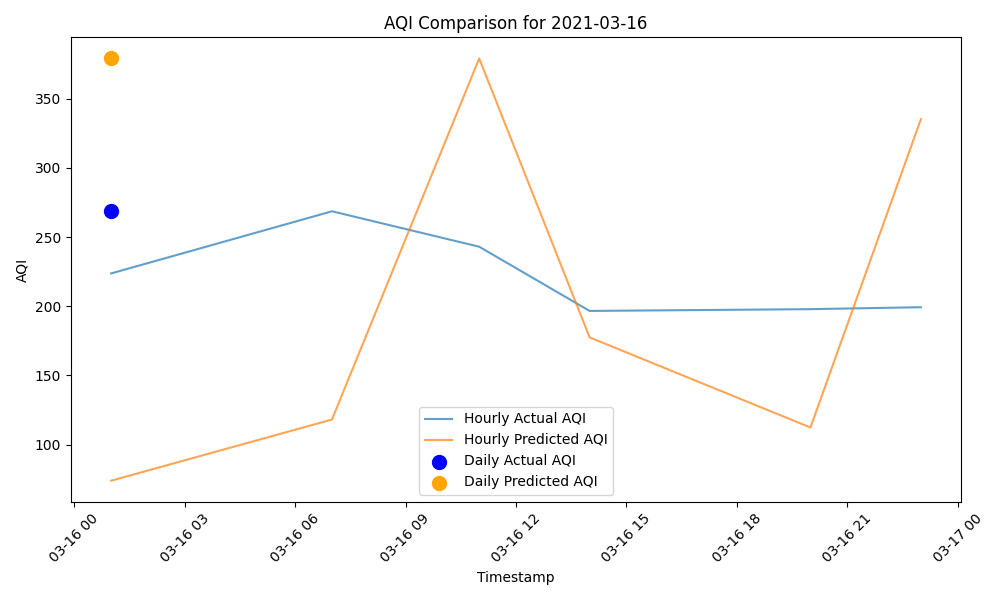 AQI Comparison for 2021-03-16
AQI
350
300
250
200
150
100
Hourly Actual AQI
Hourly Predicted AQI
Daily Actual AQI
Daily Predicted AQI
03-16 00
03-16 03
03-16 06
03-16 09
03-16 12
03-16 15
03-16 18
03-16 21
03-17 00
Timestamp